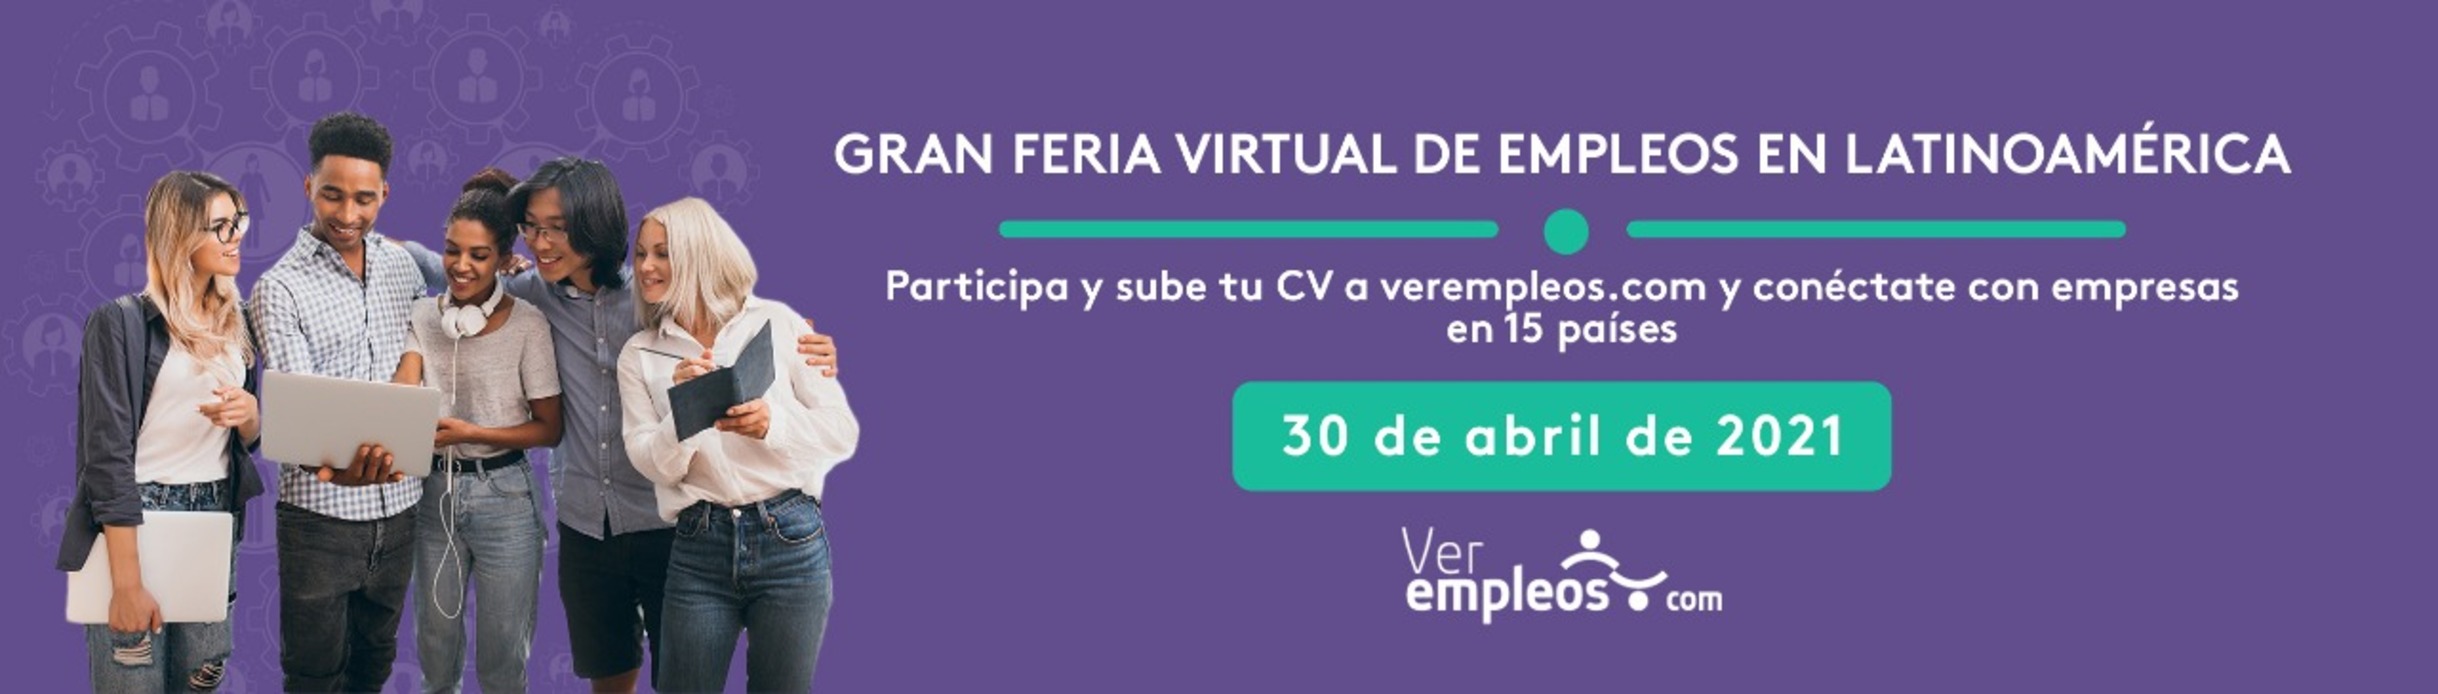 GRAN FERIA VIRTUAL DE EMPLEOS EN LATINOAMÉRICA
Participa y sube tu CV a verempleos.com y conéctate con empresas
en 15 países
30 de abril de 2021
Ver
empleos com